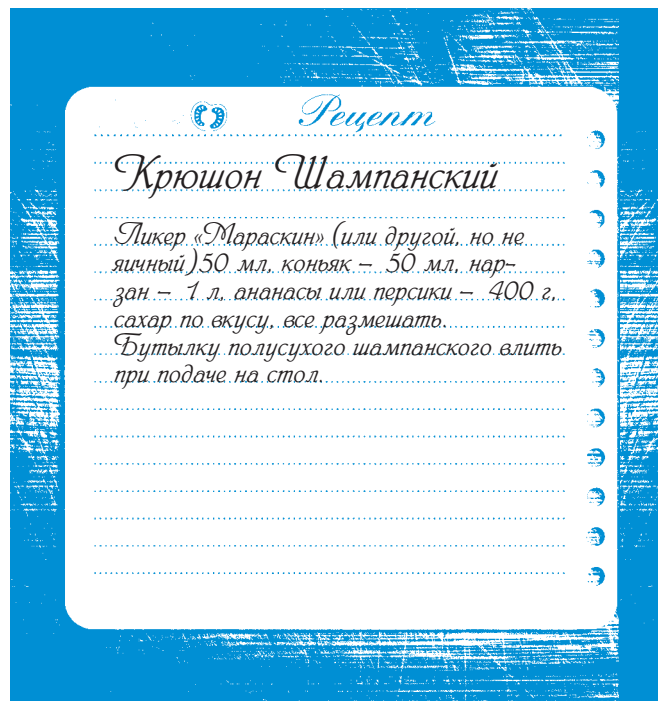 Рецепт
Крюшон Шампанский
Ликер «Мараскин» (или другой, но не
яичный) 50 мл, коньяк – 50 мл, нар-
зан – 1 л, ананасы или персики – 400 г,
сахар по вкусу, все размешать.
Бутылку полусухого шампанского влить
при подаче на стол.